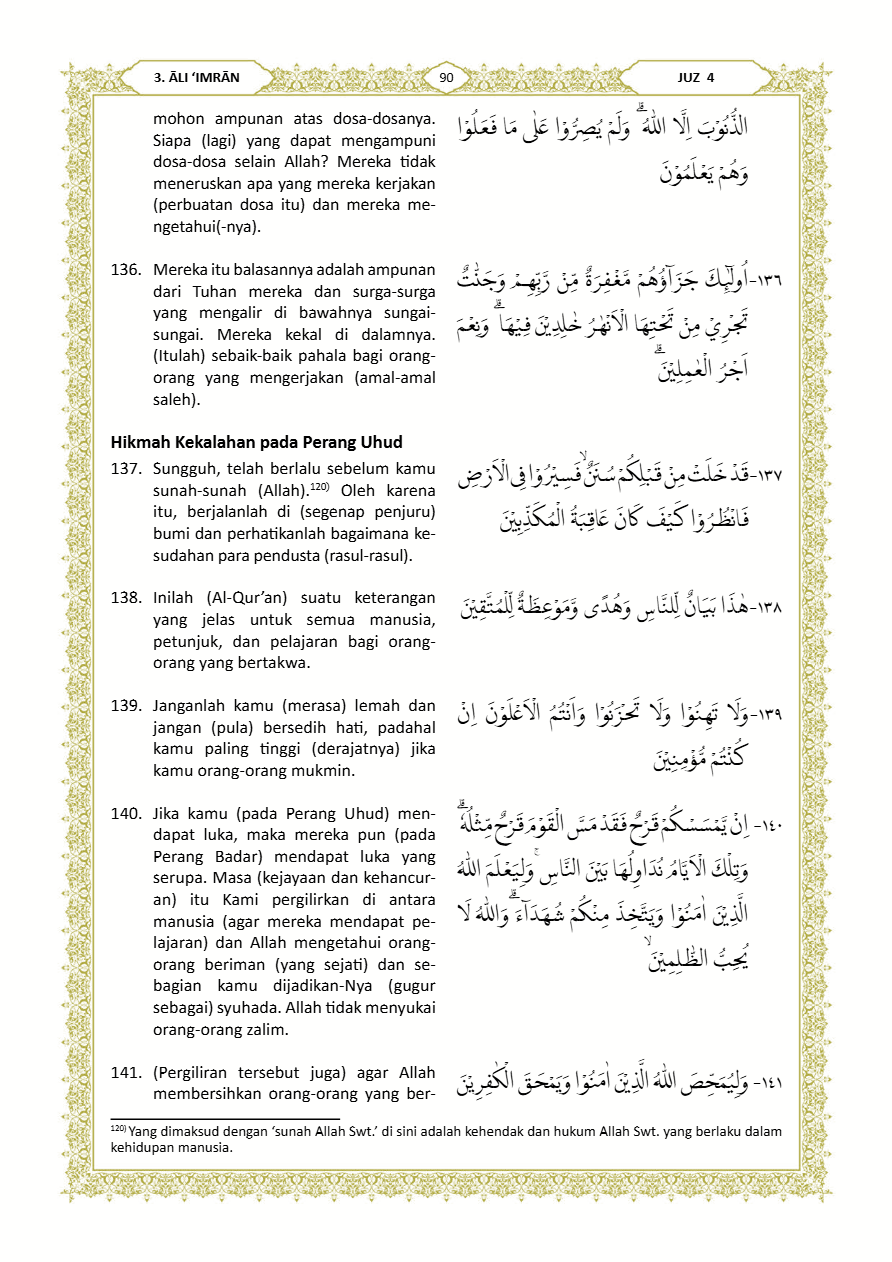 3. ĀLI ‘IMRĀN
90
JUZ 4
mohon ampunan atas dosa-dosanya.
Siapa (lagi) yang dapat mengampuni
dosa-dosa selain Allah? Mereka tidak
meneruskan apa yang mereka kerjakan
(perbuatan dosa itu) dan mereka me-
ngetahui(-nya).
الذُّنُوْبَ اِلَّا اللّٰهُ ۗ وَلَمْ يُصِرُّوْا عَلٰى مَا فَعَلُوْا
وَهُمْ يَعْلَمُوْنَ
136. Mereka itu balasannya adalah ampunan
dari Tuhan mereka dan surga-surga
yang mengalir di bawahnya sungai-
sungai. Mereka kekal di dalamnya.
(Itulah) sebaik-baik pahala bagi orang-
orang yang mengerjakan (amal-amal
saleh).
١٣٦- اُولٰۤىِٕكَ جَزَاۤؤُهُمْ مَّغْفِرَةٌ مِّنْ رَّبِّهِمْ وَجَنّٰتٌ
تَجْرِيْ مِنْ تَحْتِهَا الْاَنْهٰرُ خٰلِدِيْنَ فِيْهَا ۗ وَنِعْمَ
اَجْرُ الْعٰمِلِيْنَ ۗ
Hikmah Kekalahan pada Perang Uhud
137. Sungguh, telah berlalu sebelum kamu
sunah-sunah (Allah).120) Oleh karena
itu, berjalanlah di (segenap penjuru)
bumi dan perhatikanlah bagaimana ke-
sudahan para pendusta (rasul-rasul).
١٣٧- قَدْ خَلَتْ مِنْ قَبْلِكُمْ سُنَنٌۙ فَسِيْرُوْا فِى الْاَرْضِ
فَانْظُرُوْا كَيْفَ كَانَ عَاقِبَةُ الْمُكَذِّبِيْنَ
138. Inilah (Al-Qur’an) suatu keterangan
yang jelas untuk semua manusia,
petunjuk, dan pelajaran bagi orang-
orang yang bertakwa.
١٣٨- هٰذَا بَيَانٌ لِّلنَّاسِ وَهُدًى وَّمَوْعِظَةٌ لِّلْمُتَّقِيْنَ
139. Janganlah kamu (merasa) lemah dan
jangan (pula) bersedih hati, padahal
kamu paling tinggi (derajatnya) jika
kamu orang-orang mukmin.
١٣٩- وَلَا تَهِنُوْا وَلَا تَحْزَنُوْا وَاَنْتُمُ الْاَعْلَوْنَ اِنْ
كُنْتُمْ مُّؤْمِنِيْنَ
140. Jika kamu (pada Perang Uhud) men-
dapat luka, maka mereka pun (pada
Perang Badar) mendapat luka yang
serupa. Masa (kejayaan dan kehancur-
an) itu Kami pergilirkan di antara
manusia (agar mereka mendapat pe-
lajaran) dan Allah mengetahui orang-
orang beriman (yang sejati) dan se-
bagian kamu dijadikan-Nya (gugur
sebagai) syuhada. Allah tidak menyukai
orang-orang zalim.
١٤٠- اِنْ يَّمْسَسْكُمْ قَرْحٌ فَقَدْ مَسَّ الْقَوْمَ قَرْحٌ مِّثْلُهٗ ۗ
وَتِلْكَ الْاَيَّامُ نُدَاوِلُهَا بَيْنَ النَّاسِۚ وَلِيَعْلَمَ اللّٰهُ
الَّذِيْنَ اٰمَنُوْا وَيَتَّخِذَ مِنْكُمْ شُهَدَاۤءَ ۗ وَاللّٰهُ لَا
يُحِبُّ الظّٰلِمِيْنَۙ
141. (Pergiliran tersebut juga) agar Allah
membersihkan orang-orang yang ber-
١٤١- وَلِيُمَحِّصَ اللّٰهُ الَّذِيْنَ اٰمَنُوْا وَيَمْحَقَ الْكٰفِرِيْنَ
120) Yang dimaksud dengan ‘sunah Allah Swt.’ di sini adalah kehendak dan hukum Allah Swt. yang berlaku dalam
kehidupan manusia.